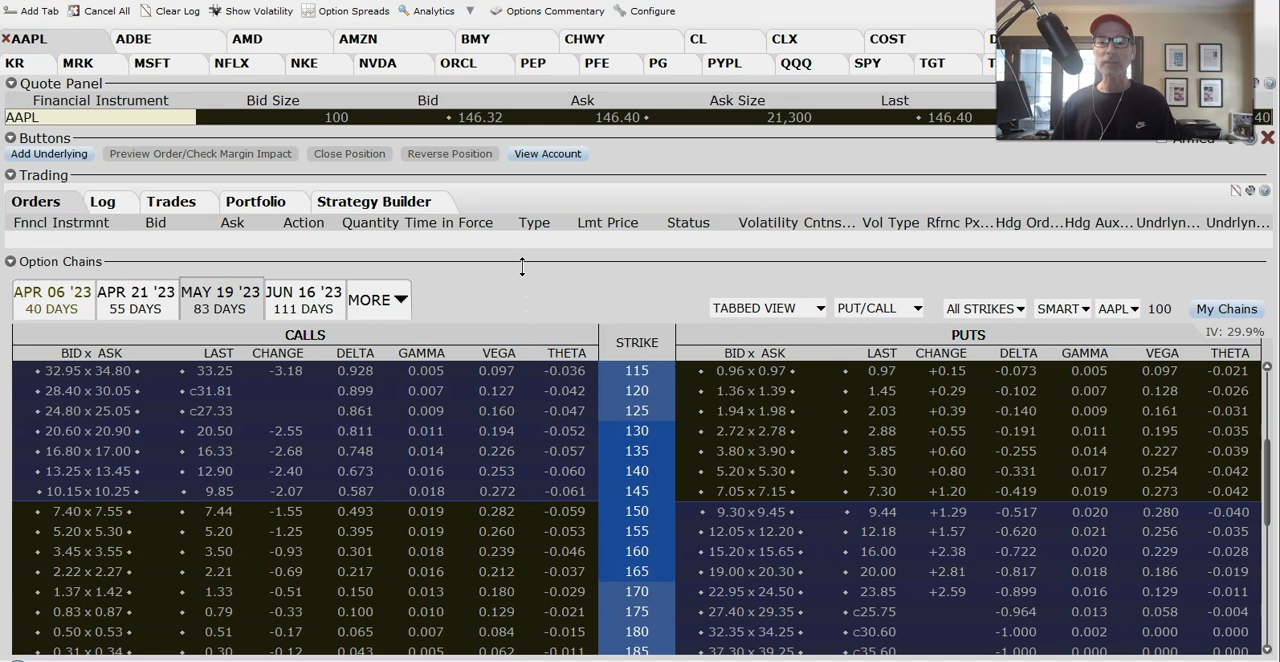 Add Tab Cancel All Clear Log Show Volatility Option Spreads Analytics Options Commentary Configure
AAPL ADBE AMD AMZN BMY CHWY CL CLX COST
KR MRK MSFT NFLX NKE NVDA ORCL PEP PFE PG PYPL QQQ SPY TGT
Quote Panel
Financial Instrument Bid Size Bid Ask Ask Size Last
AAPL 100 146.32 146.40 21,300 146.40
Buttons
Add Underlying Preview Order/Check Margin Impact Close Position Reverse Position View Account
Trading
Orders Log Trades Portfolio Strategy Builder
Fnncl Instrmnt Bid Ask Action Quantity Time in Force Type Lmt Price Status Volatility Cntns... Vol Type Rfrnc Px... Hdg Ord... Hdg Aux... Undrlyn... Undrlyn...
Option Chains
APR 06 '23 APR 21 '23 MAY 19 '23 JUN 16 '23 MORE
40 DAYS 55 DAYS 83 DAYS 111 DAYS
TABBED VIEW PUT/CALL All STRIKES SMART AAPL 100 My Chains
CALLS STRIKE PUTS IV: 29.9%
BID x ASK LAST CHANGE DELTA GAMMA VEGA THETA BID x ASK LAST CHANGE DELTA GAMMA VEGA THETA
32.95 x 34.80 33.25 -3.18 0.928 0.005 0.097 -0.036 115 0.96 x 0.97 0.97 +0.15 -0.073 0.005 0.097 -0.021
28.40 x 30.05 c31.81 0.899 0.007 0.127 -0.042 120 1.36 x 1.39 1.45 +0.29 -0.102 0.007 0.128 -0.026
24.80 x 25.05 c27.33 0.861 0.009 0.160 -0.047 125 1.94 x 1.98 2.03 +0.39 -0.140 0.009 0.161 -0.031
20.60 x 20.90 20.50 -2.55 0.811 0.011 0.194 -0.052 130 2.72 x 2.78 2.88 +0.55 -0.191 0.011 0.195 -0.035
16.80 x 17.00 16.33 -2.68 0.748 0.014 0.226 -0.057 135 3.80 x 3.90 3.85 +0.60 -0.255 0.014 0.227 -0.039
13.25 x 13.45 12.90 -2.40 0.673 0.016 0.253 -0.060 140 5.20 x 5.30 5.30 +0.80 -0.331 0.017 0.254 -0.042
10.15 x 10.25 9.85 -2.07 0.587 0.018 0.272 -0.061 145 7.05 x 7.15 7.30 +1.20 -0.419 0.019 0.273 -0.042
7.40 x 7.55 7.44 -1.55 0.493 0.019 0.282 -0.059 150 9.30 x 9.45 9.44 +1.29 -0.517 0.020 0.280 -0.040
5.20 x 5.30 5.20 -1.25 0.395 0.019 0.260 -0.053 155 12.05 x 12.20 12.18 +1.57 -0.620 0.021 0.256 -0.035
3.45 x 3.55 3.50 -0.93 0.301 0.018 0.239 -0.046 160 15.20 x 15.65 16.00 +2.38 -0.722 0.020 0.229 -0.028
2.22 x 2.27 2.21 -0.69 0.217 0.016 0.212 -0.037 165 19.00 x 20.30 20.00 +2.81 -0.817 0.018 0.186 -0.019
1.37 x 1.42 1.33 -0.51 0.150 0.013 0.180 -0.029 170 22.95 x 24.50 23.85 +2.59 -0.899 0.016 0.129 -0.011
0.83 x 0.87 0.79 -0.33 0.100 0.010 0.129 -0.021 175 27.40 x 29.35 c25.75 -0.964 0.013 0.058 -0.004
0.50 x 0.53 0.51 -0.17 0.065 0.007 0.084 -0.015 180 32.35 x 34.25 c30.60 -1.000 0.002 0.000 0.000
0.31 x 0.34 0.30 -0.12 0.043 0.005 0.062 -0.011 185 37.30 x 39.25 c35.60 -1.000 0.000 0.000 0.000